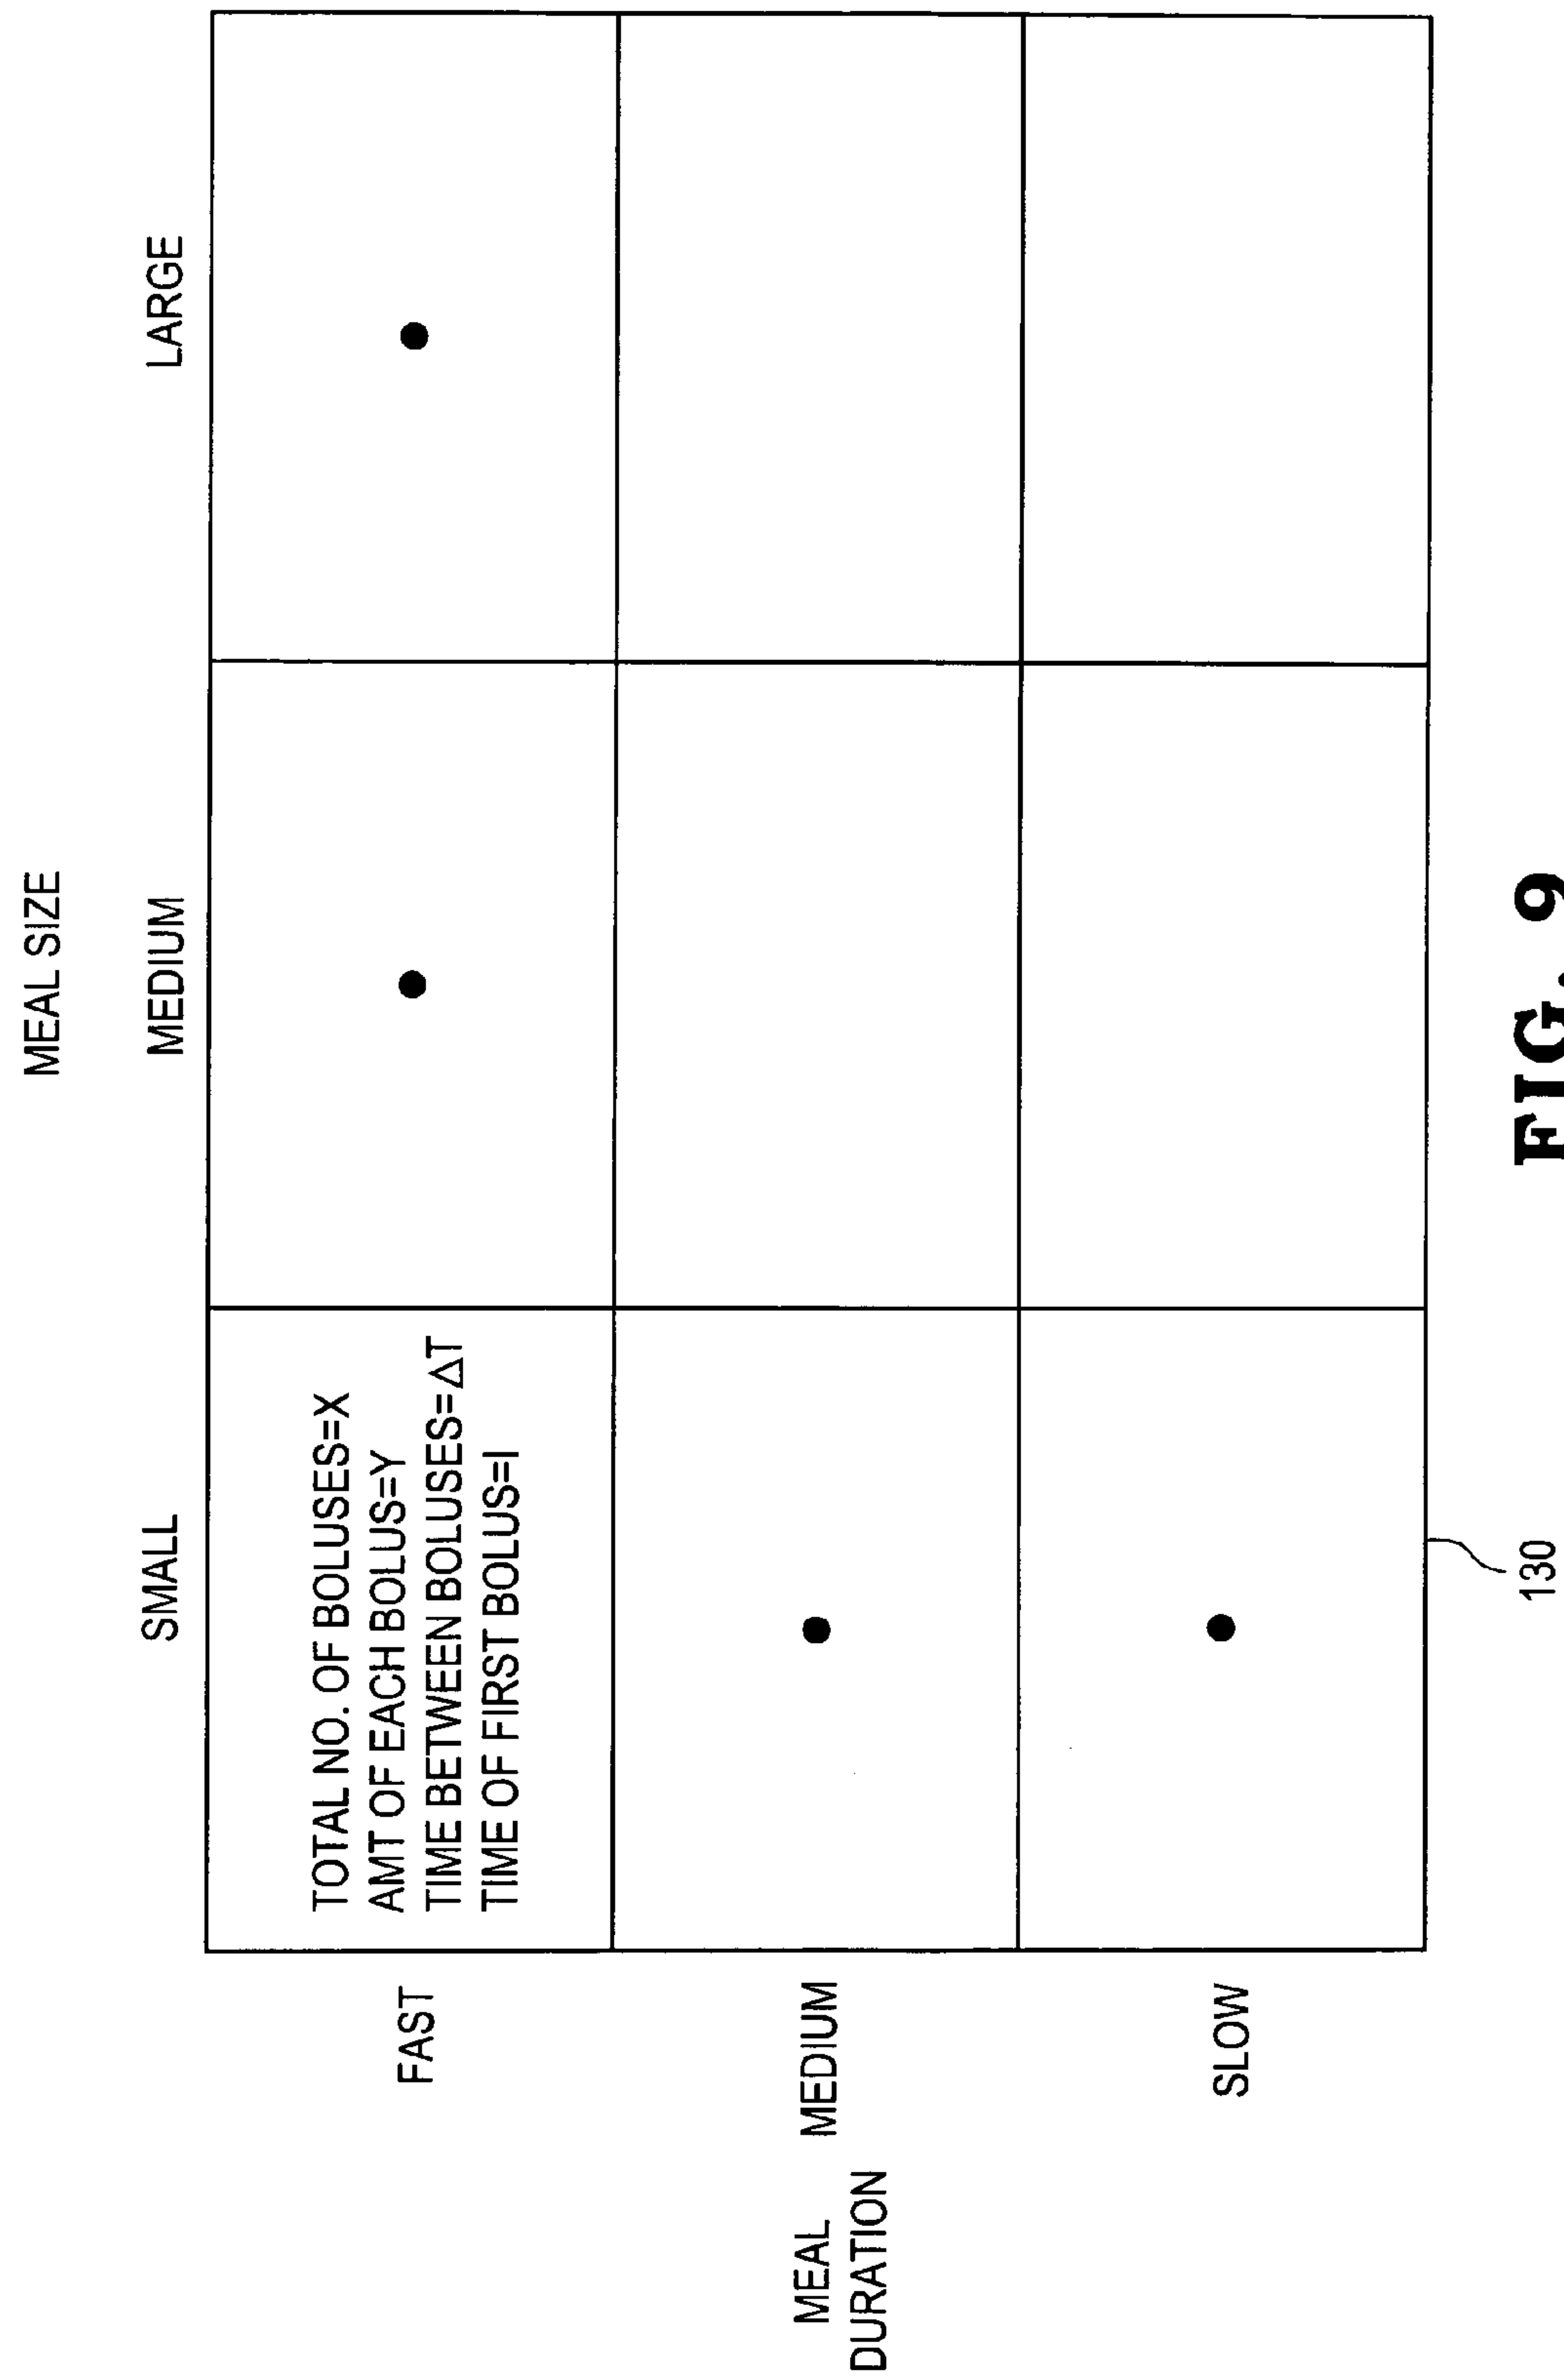 MEAL SIZE
SMALL
MEDIUM
LARGE
FAST
TOTAL NO. OF BOLUSES=X
AMT OF EACH BOLUS=Y
TIME BETWEEN BOLUSES=ΔT
TIME OF FIRST BOLUS=I
MEAL
DURATION
MEDIUM
SLOW
130
FIG. 9